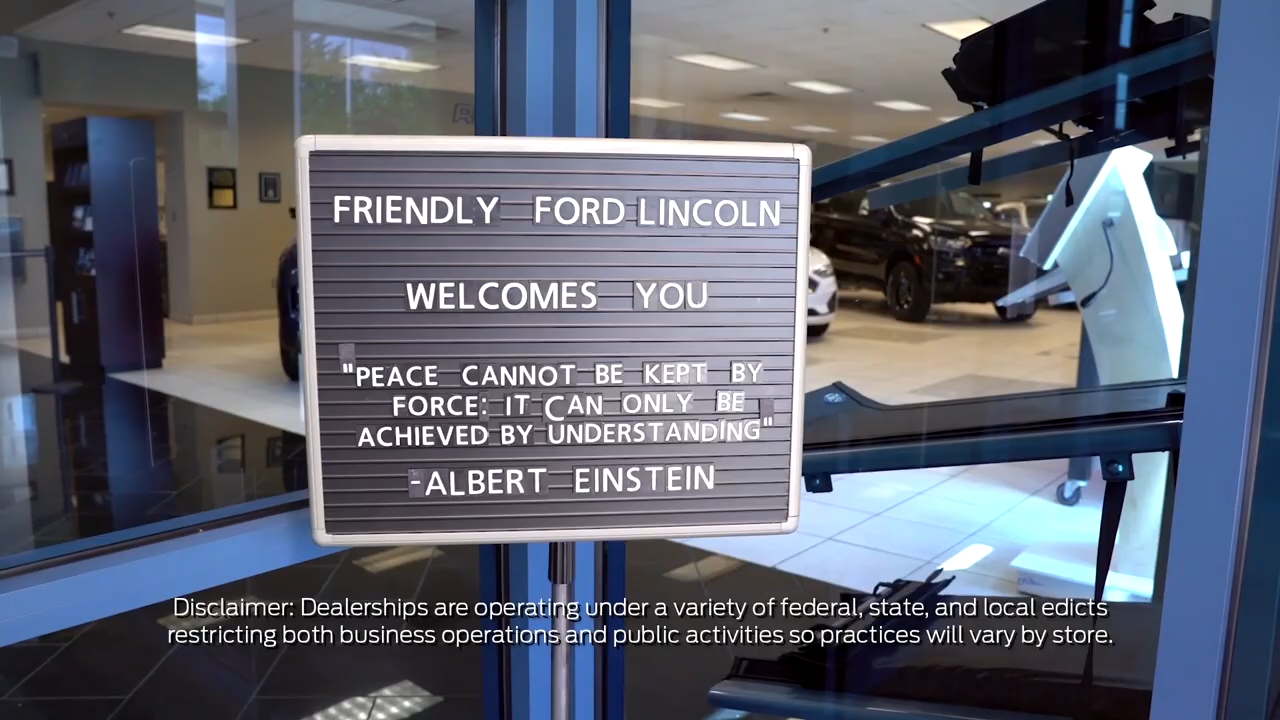 FRIENDLY FORD LINCOLN
WELCOMES YOU
"PEACE CANNOT BE KEPT BY
FORCE: IT CAN ONLY BE
ACHIEVED BY UNDERSTANDING"
-ALBERT EINSTEIN
Disclaimer: Dealerships are operating under a variety of federal, state, and local edicts
restricting both business operations and public activities so practices will vary by store.